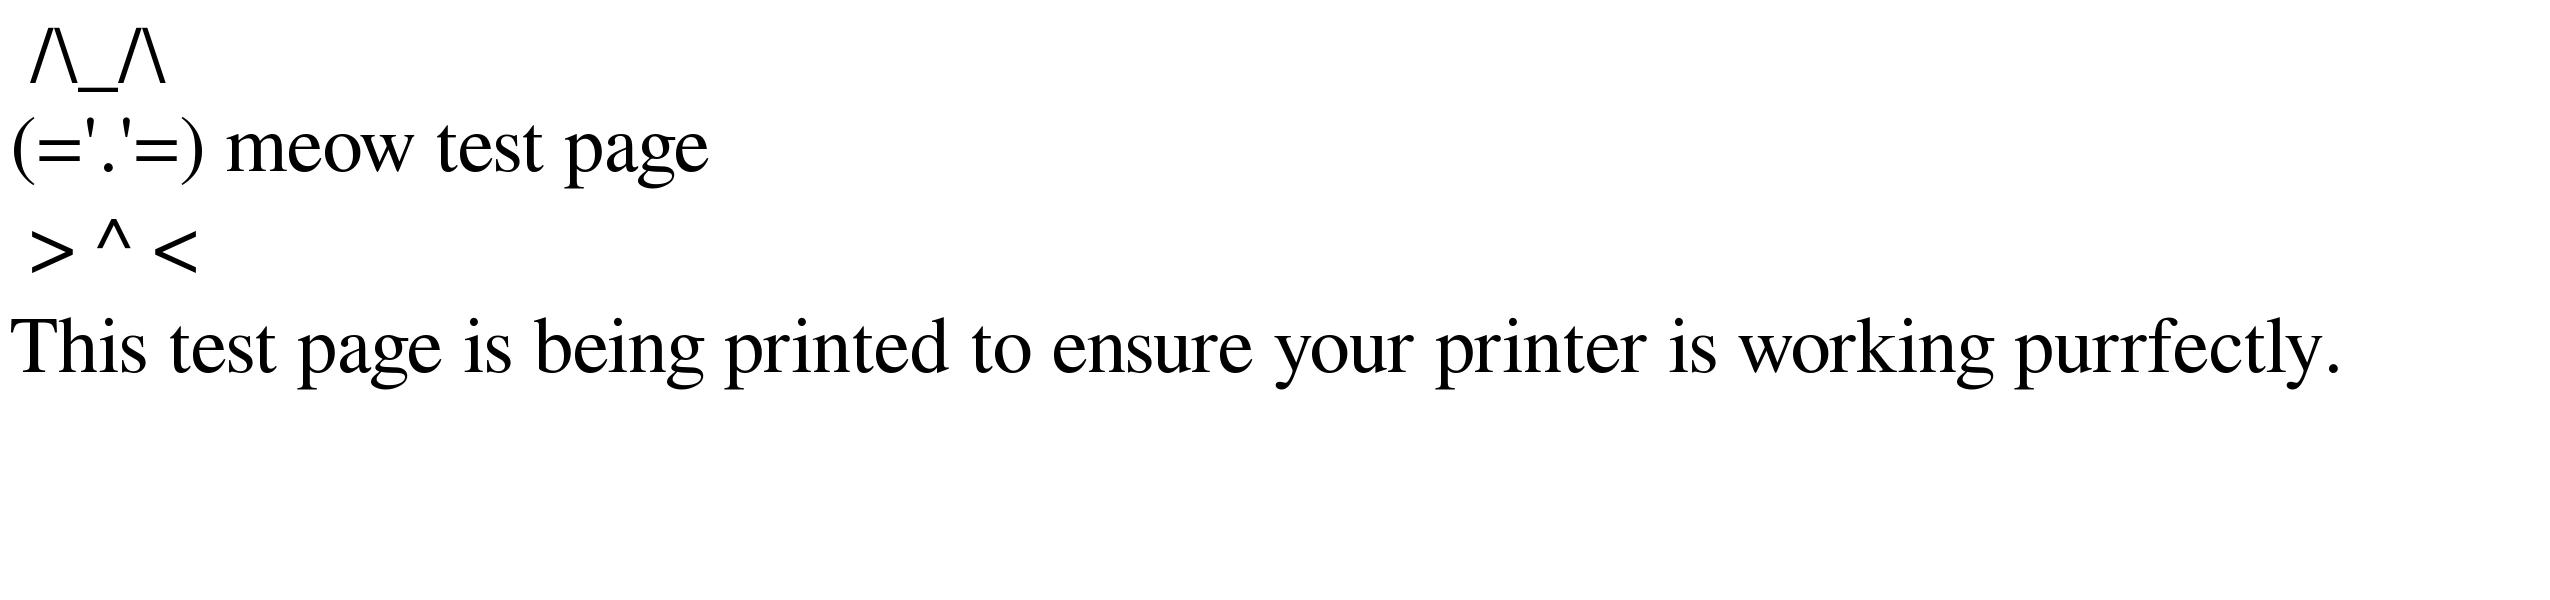 /\_/\
(='.'=) meow test page
> ^ <
This test page is being printed to ensure your printer is working purrfectly.